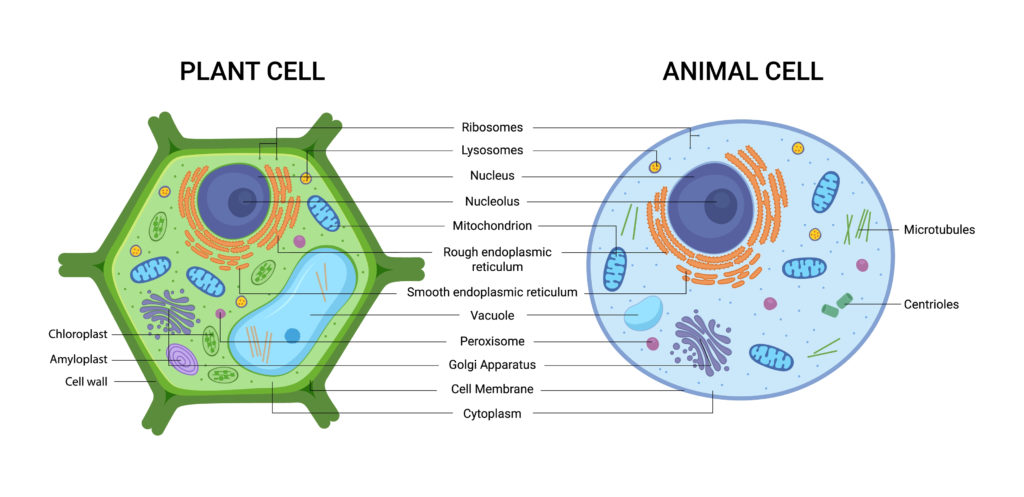 PLANT CELL
ANIMAL CELL
Ribosomes
Lysosomes
Nucleus
Nucleolus
Mitochondrion
Rough endoplasmic
reticulum
Smooth endoplasmic reticulum
Vacuole
Peroxisome
Golgi Apparatus
Cell Membrane
Cytoplasm
Chloroplast
Amyloplast
Cell wall
Microtubules
Centrioles